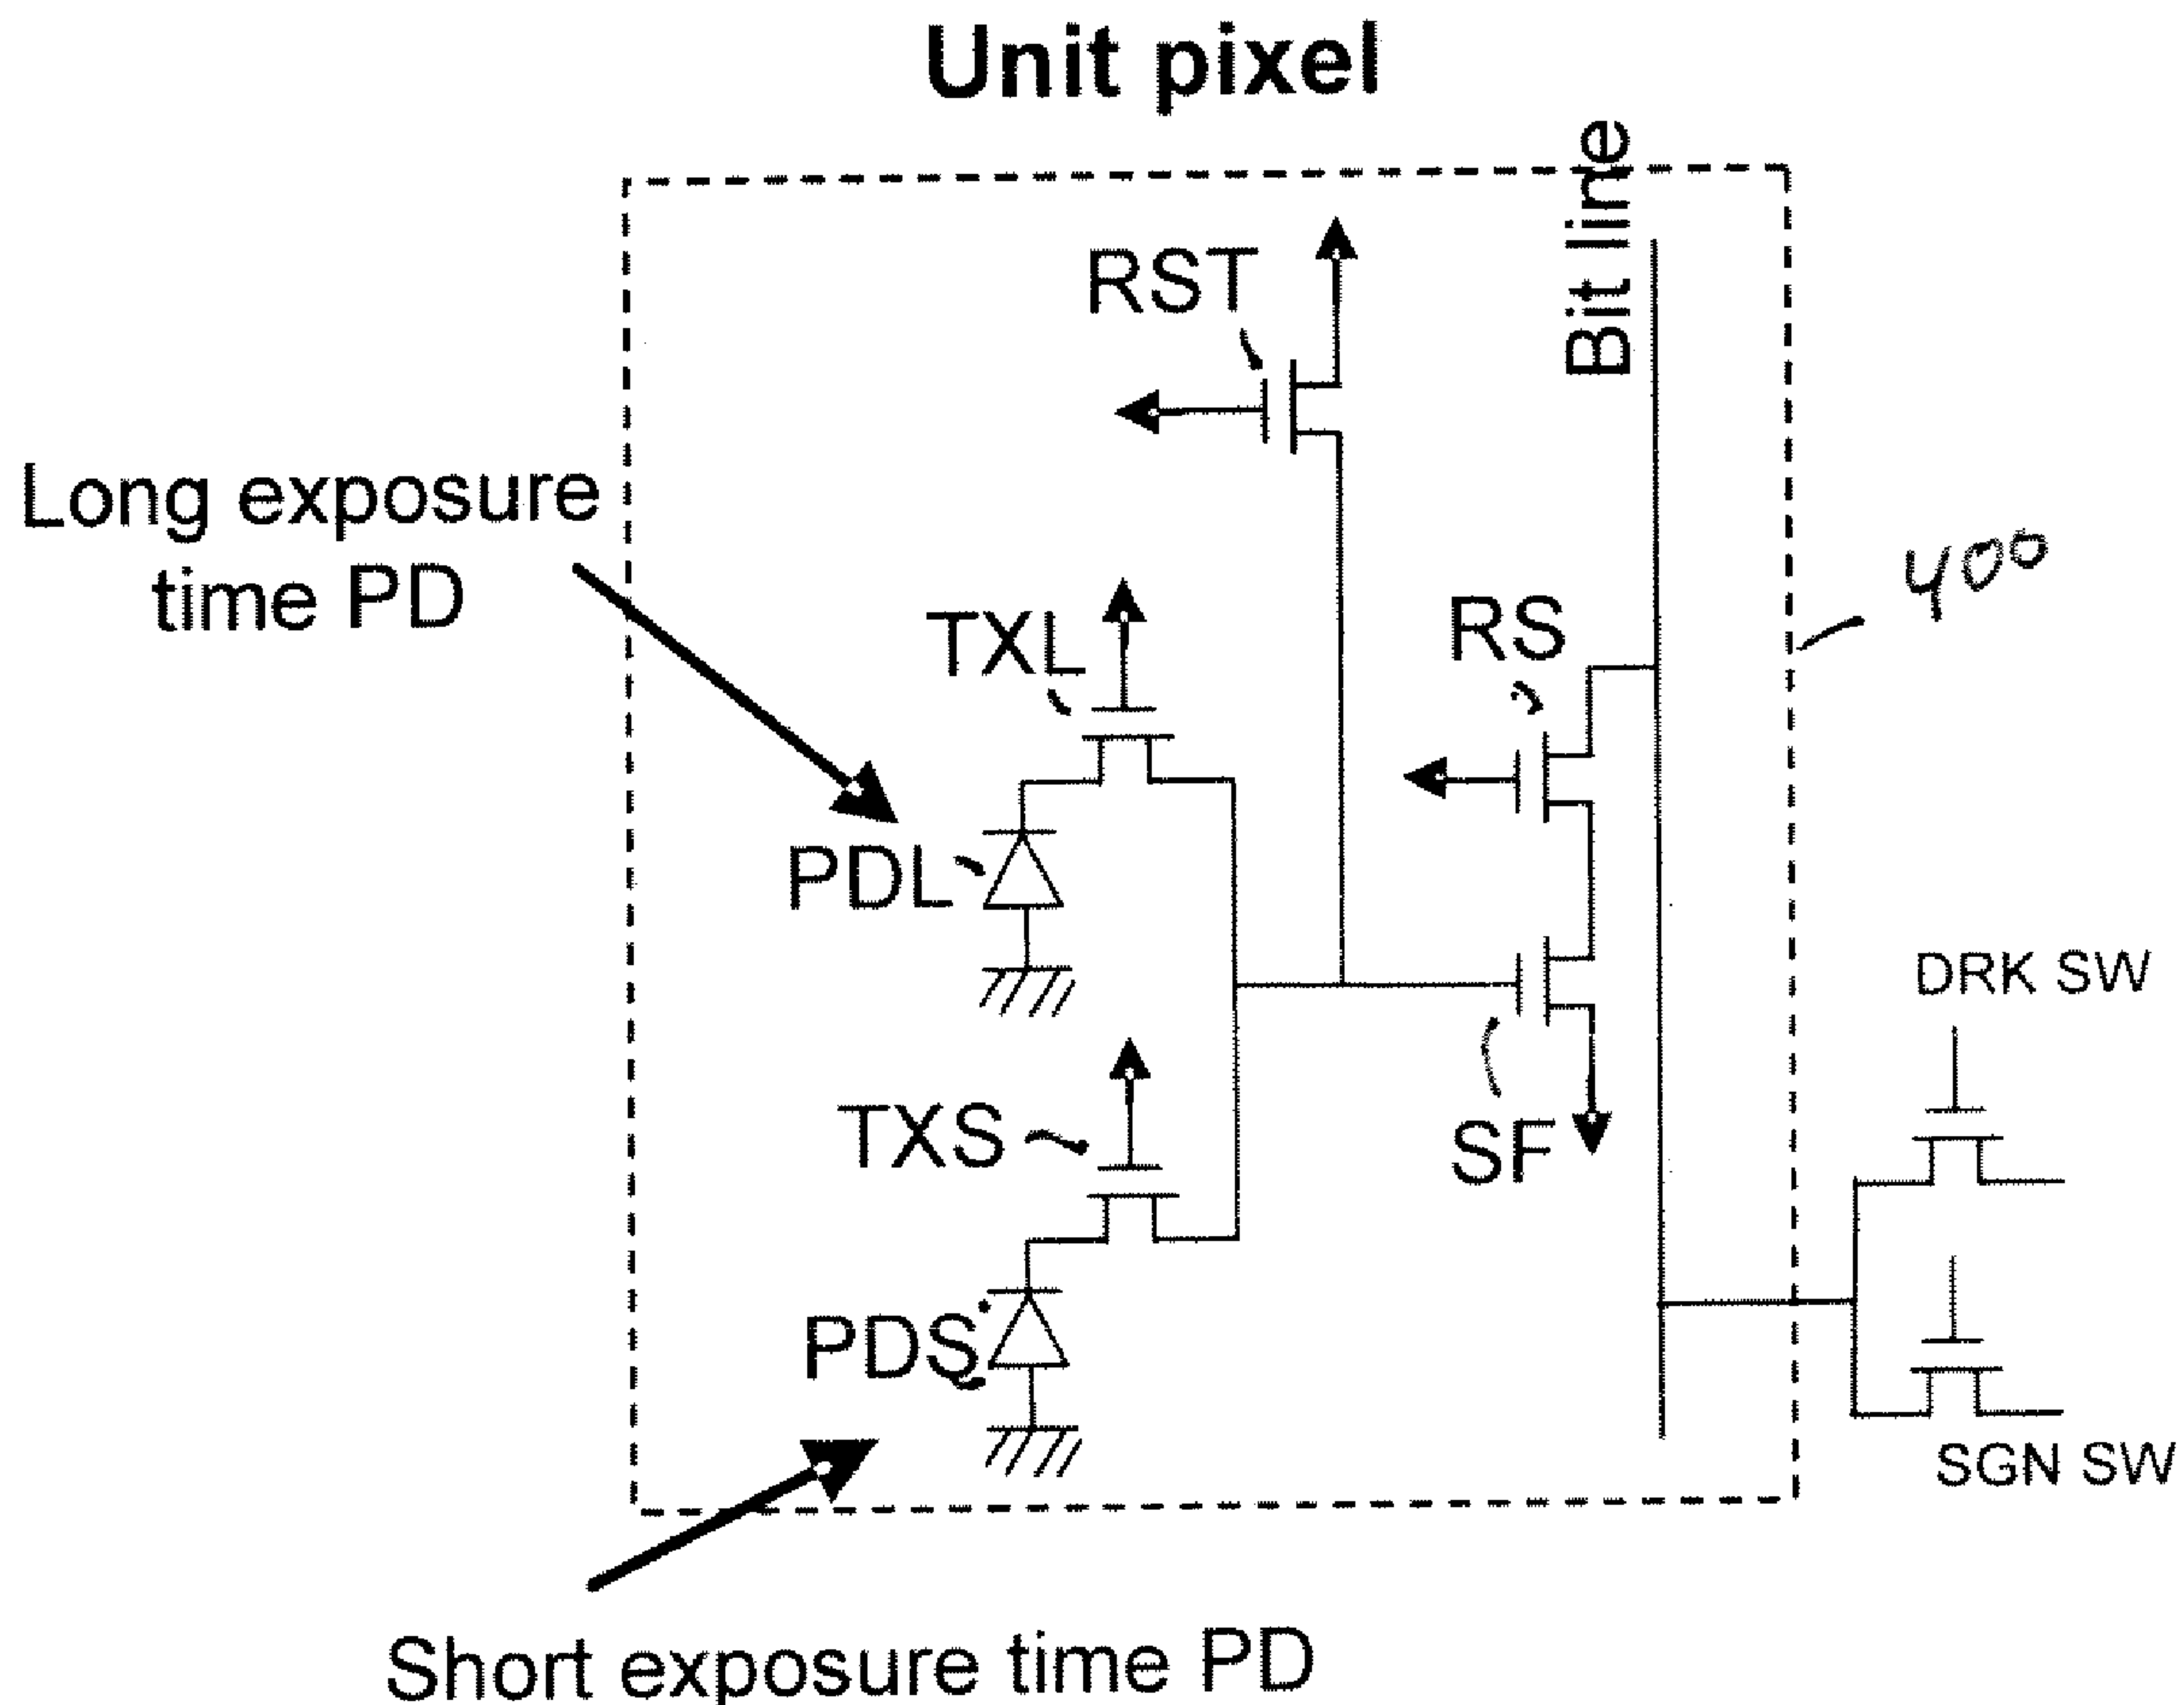 Unit pixel
Bit line
RST
Long exposure
time PD
400
TXL
RS
PDL
DRK SW
TXS
SF
PDS
SGN SW
Short exposure time PD